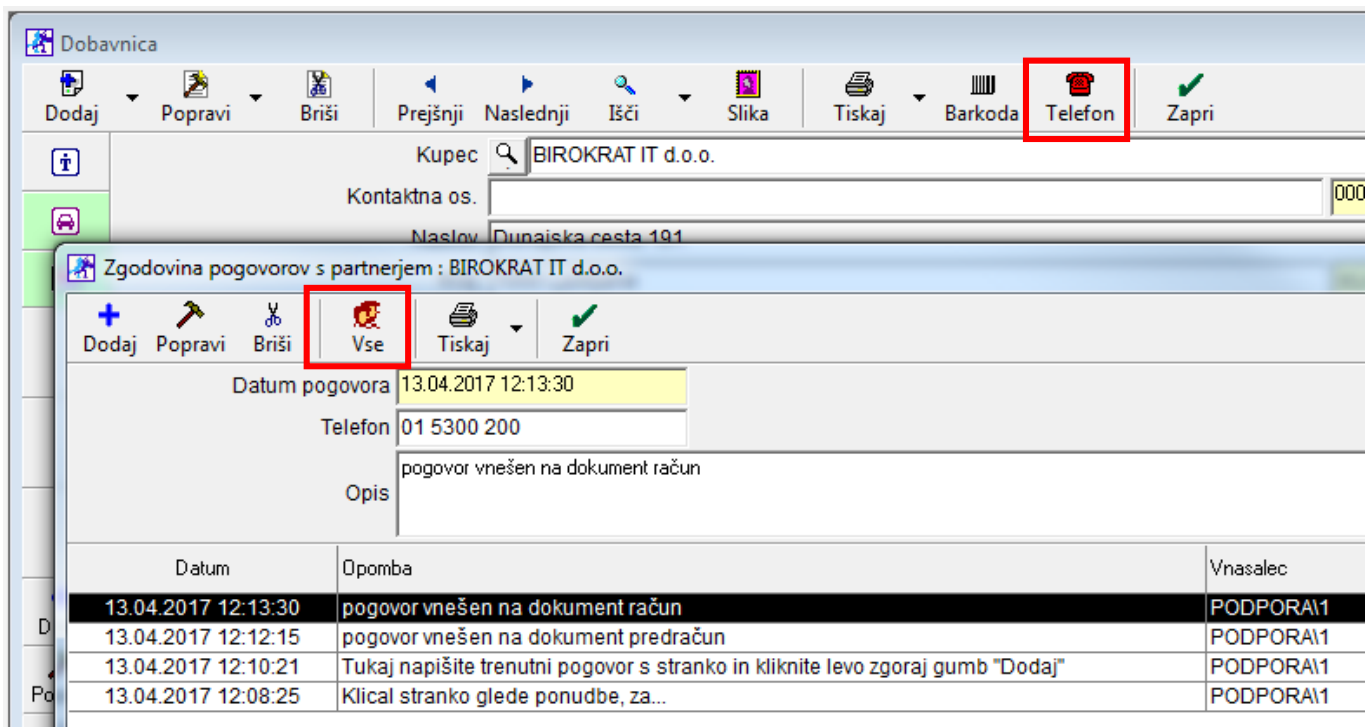 Dobavnica
Dodaj Popravi Briši Prejšnji Naslednji Išči Slika Tiskaj Barkoda Telefon Zapri
Kupec BIROKRAT IT d.o.o.
Kontaktna os. 000
Naslov Dunajska cesta 191
Zgodovina pogovorov s partnerjem : BIROKRAT IT d.o.o.
Dodaj Popravi Briši Vse Tiskaj Zapri
Datum pogovora 13.04.2017 12:13:30
Telefon 01 5300 200
Opis pogovor vnešen na dokument račun
Datum Opomba Vnasalec
13.04.2017 12:13:30 pogovor vnešen na dokument račun PODPORA\1
D 13.04.2017 12:12:15 pogovor vnešen na dokument predračun PODPORA\1
13.04.2017 12:10:21 Tukaj napišite trenutni pogovor s stranko in kliknite levo zgoraj gumb "Dodaj" PODPORA\1
Po 13.04.2017 12:08:25 Klical stranko glede ponudbe, za... PODPORA\1